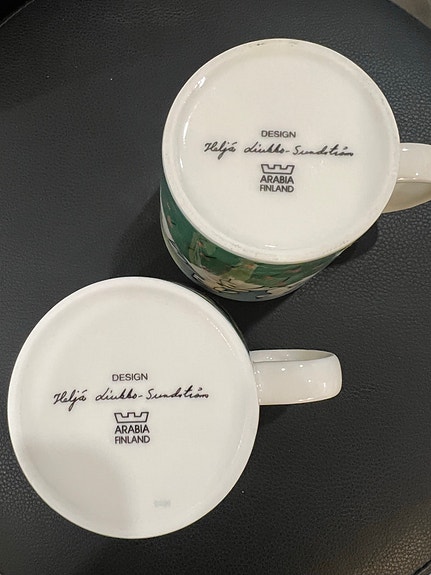 DESIGN
Heljä Liukko-Sundström
ARABIA
FINLAND
DESIGN
Heljä Liukko-Sundström
ARABIA
FINLAND